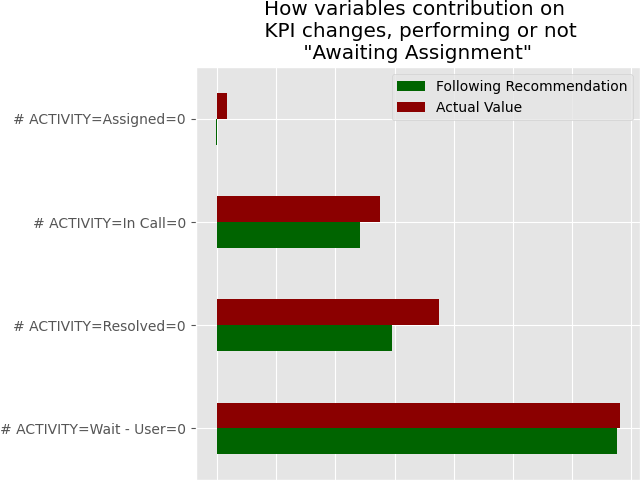 How variables contribution on
KPI changes, performing or not
"Awaiting Assignment"
Following Recommendation
Actual Value
# ACTIVITY=Assigned=0
# ACTIVITY=In Call=0
# ACTIVITY=Resolved=0
# ACTIVITY=Wait - User=0